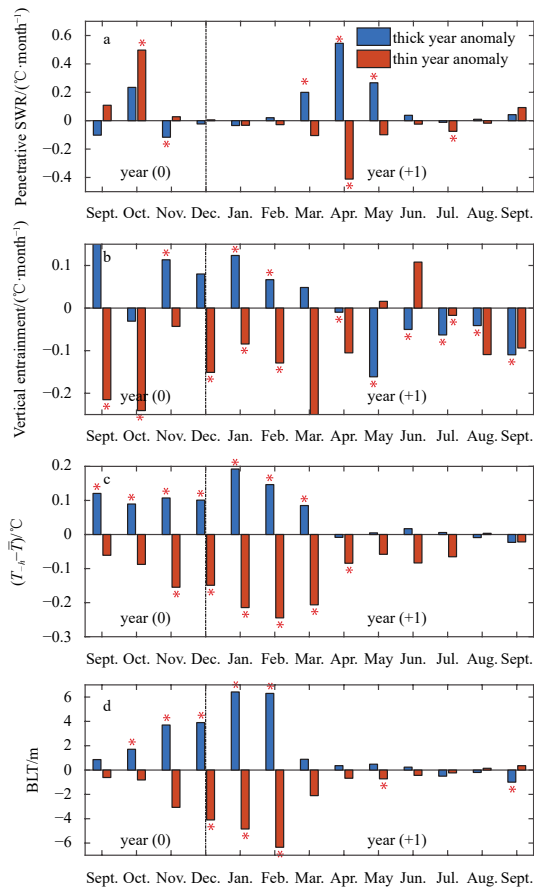 a
thick year anomaly
thin year anomaly
Penetrative SWR/(℃·month⁻¹)
0.6
0.4
0.2
0
−0.2
−0.4
year (0)
year (+1)
Sept. Oct. Nov. Dec. Jan. Feb. Mar. Apr. May Jun. Jul. Aug. Sept.
b
Vertical entrainment/(℃·month⁻¹)
0.1
0
−0.1
−0.2
year (0)
year (+1)
Sept. Oct. Nov. Dec. Jan. Feb. Mar. Apr. May Jun. Jul. Aug. Sept.
c
(T₋ₕ−T̅)/℃
0.2
0.1
0
−0.1
−0.2
−0.3
year (0)
year (+1)
Sept. Oct. Nov. Dec. Jan. Feb. Mar. Apr. May Jun. Jul. Aug. Sept.
d
BLT/m
6
4
2
0
−2
−4
−6
year (0)
year (+1)
Sept. Oct. Nov. Dec. Jan. Feb. Mar. Apr. May Jun. Jul. Aug. Sept.